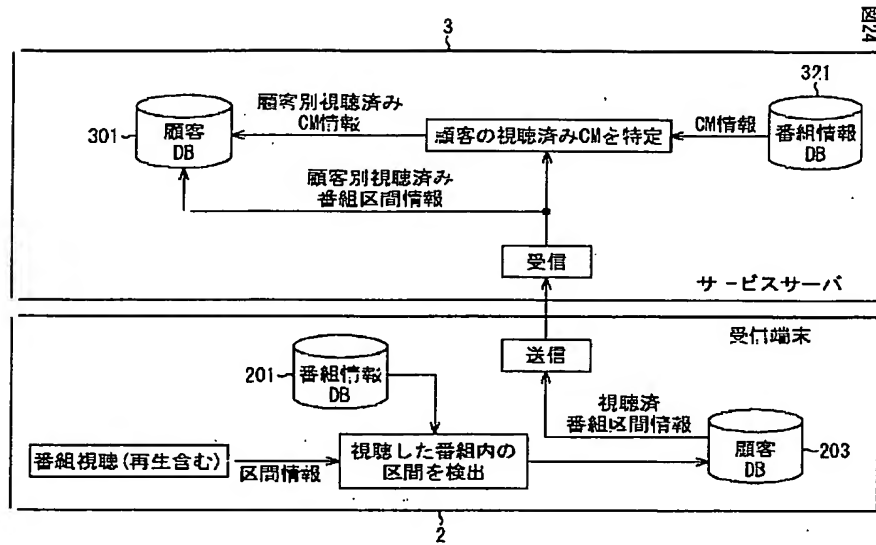 図24
3
321
301
顧客
DB
顧客別視聴済み
CM情報
顧客の視聴済みCMを特定
CM情報
番組情報
DB
顧客別視聴済み
番組区間情報
受信
サービスサーバ
受信端末
送信
201
番組情報
DB
視聴済
番組区間情報
番組視聴(再生含む)
区間情報
視聴した番組内の
区間を検出
顧客
DB
203
2